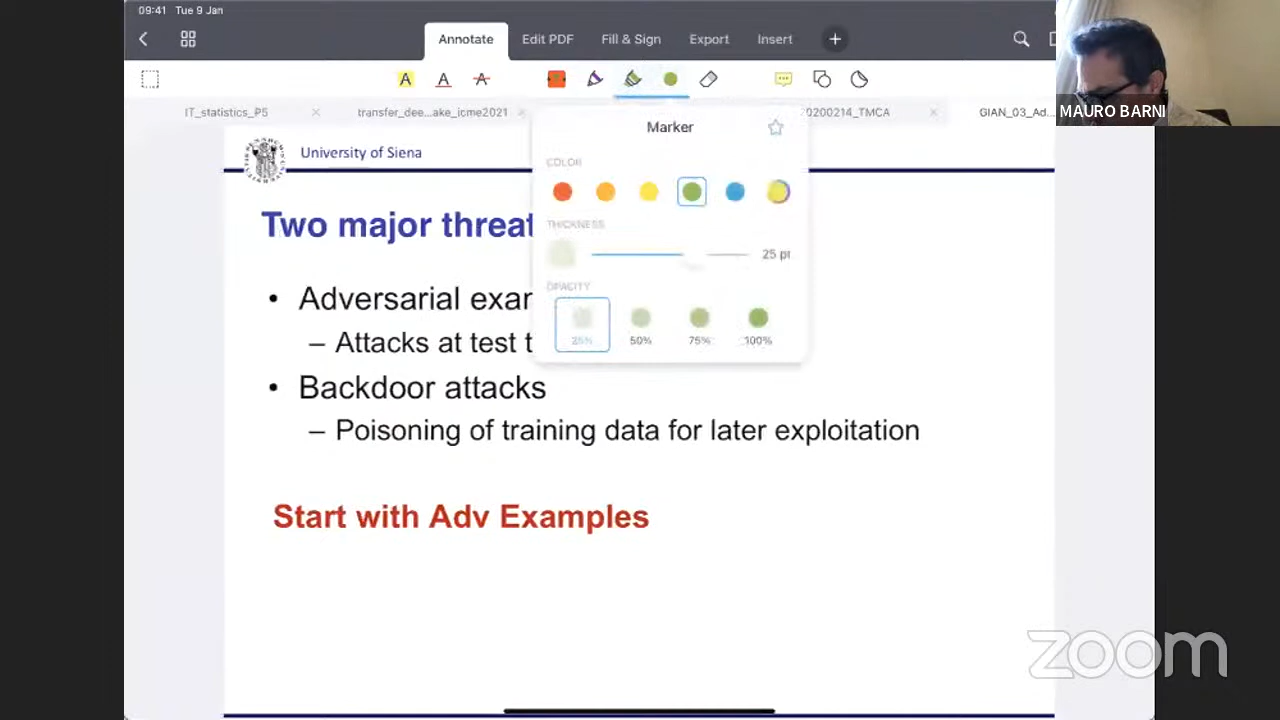 09:41 Tue 9 Jan
Annotate Edit PDF Fill & Sign Export Insert +
A A A
IT_statistics_P5 transfer_dee...ake_icme2021 20200214_TMCA GIAN_03_Ad...
MAURO BARNI
University of Siena
Marker
COLOR
THICKNESS
25 pt
OPACITY
25% 50% 75% 100%
Two major threat
• Adversarial exam
– Attacks at test t
• Backdoor attacks
– Poisoning of training data for later exploitation
Start with Adv Examples
zoom